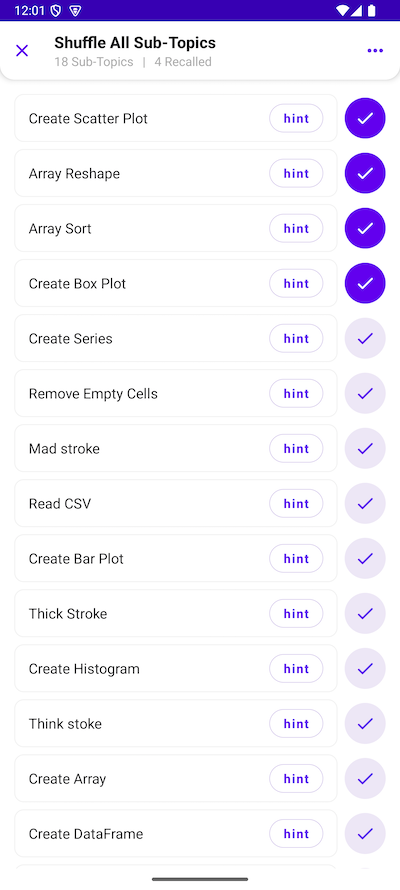 12:01
Shuffle All Sub-Topics
18 Sub-Topics | 4 Recalled
Create Scatter Plot hint
Array Reshape hint
Array Sort hint
Create Box Plot hint
Create Series hint
Remove Empty Cells hint
Mad stroke hint
Read CSV hint
Create Bar Plot hint
Thick Stroke hint
Create Histogram hint
Think stoke hint
Create Array hint
Create DataFrame hint